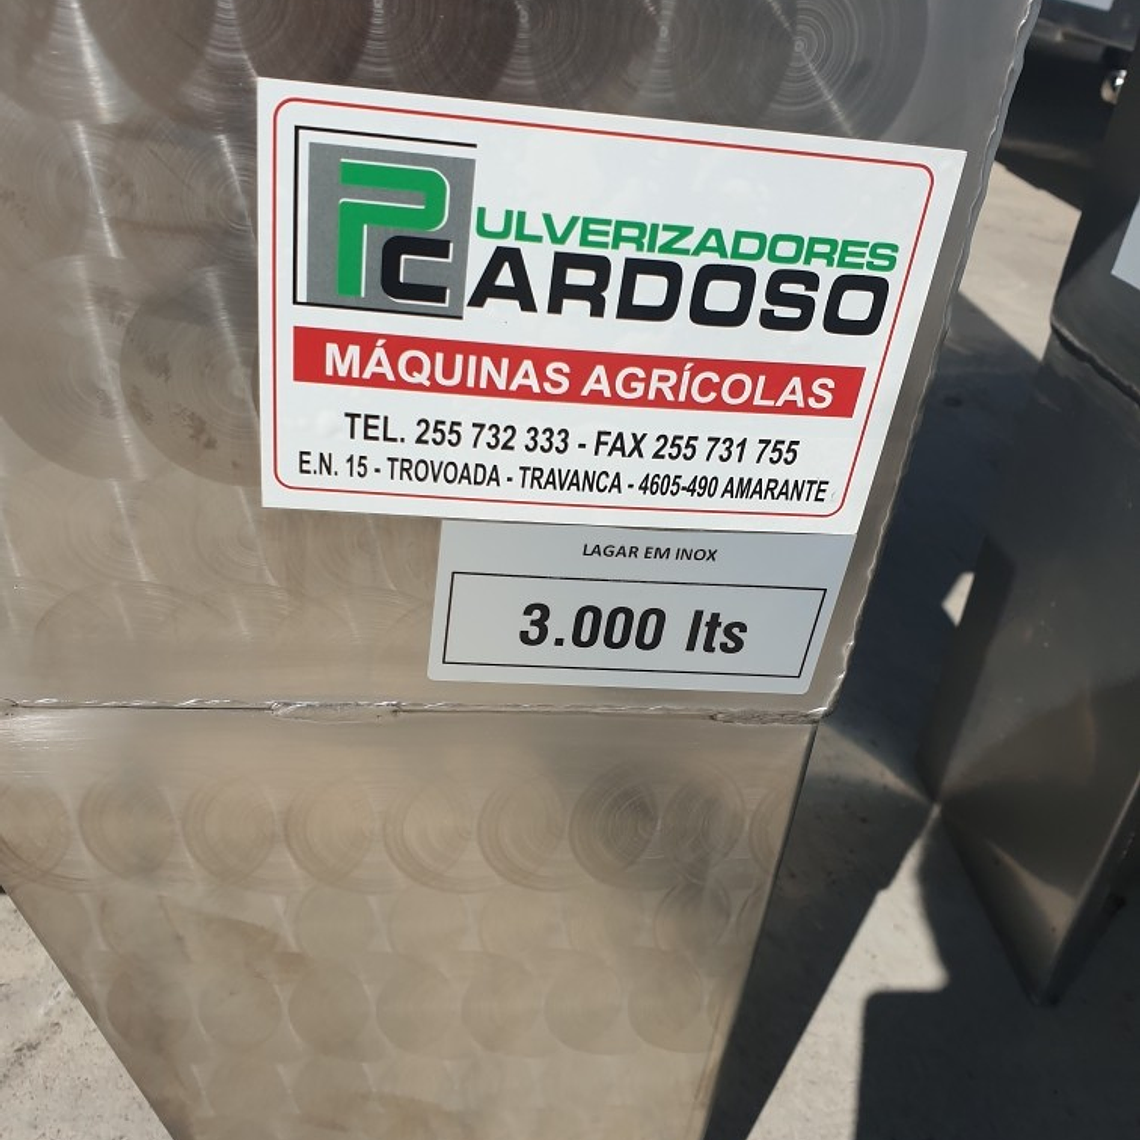 PULVERIZADORES
CARDOSO
MÁQUINAS AGRÍCOLAS
TEL. 255 732 333 - FAX 255 731 755
E.N. 15 - TROVOADA - TRAVANCA - 4605-490 AMARANTE
LAGAR EM INOX
3.000 lts